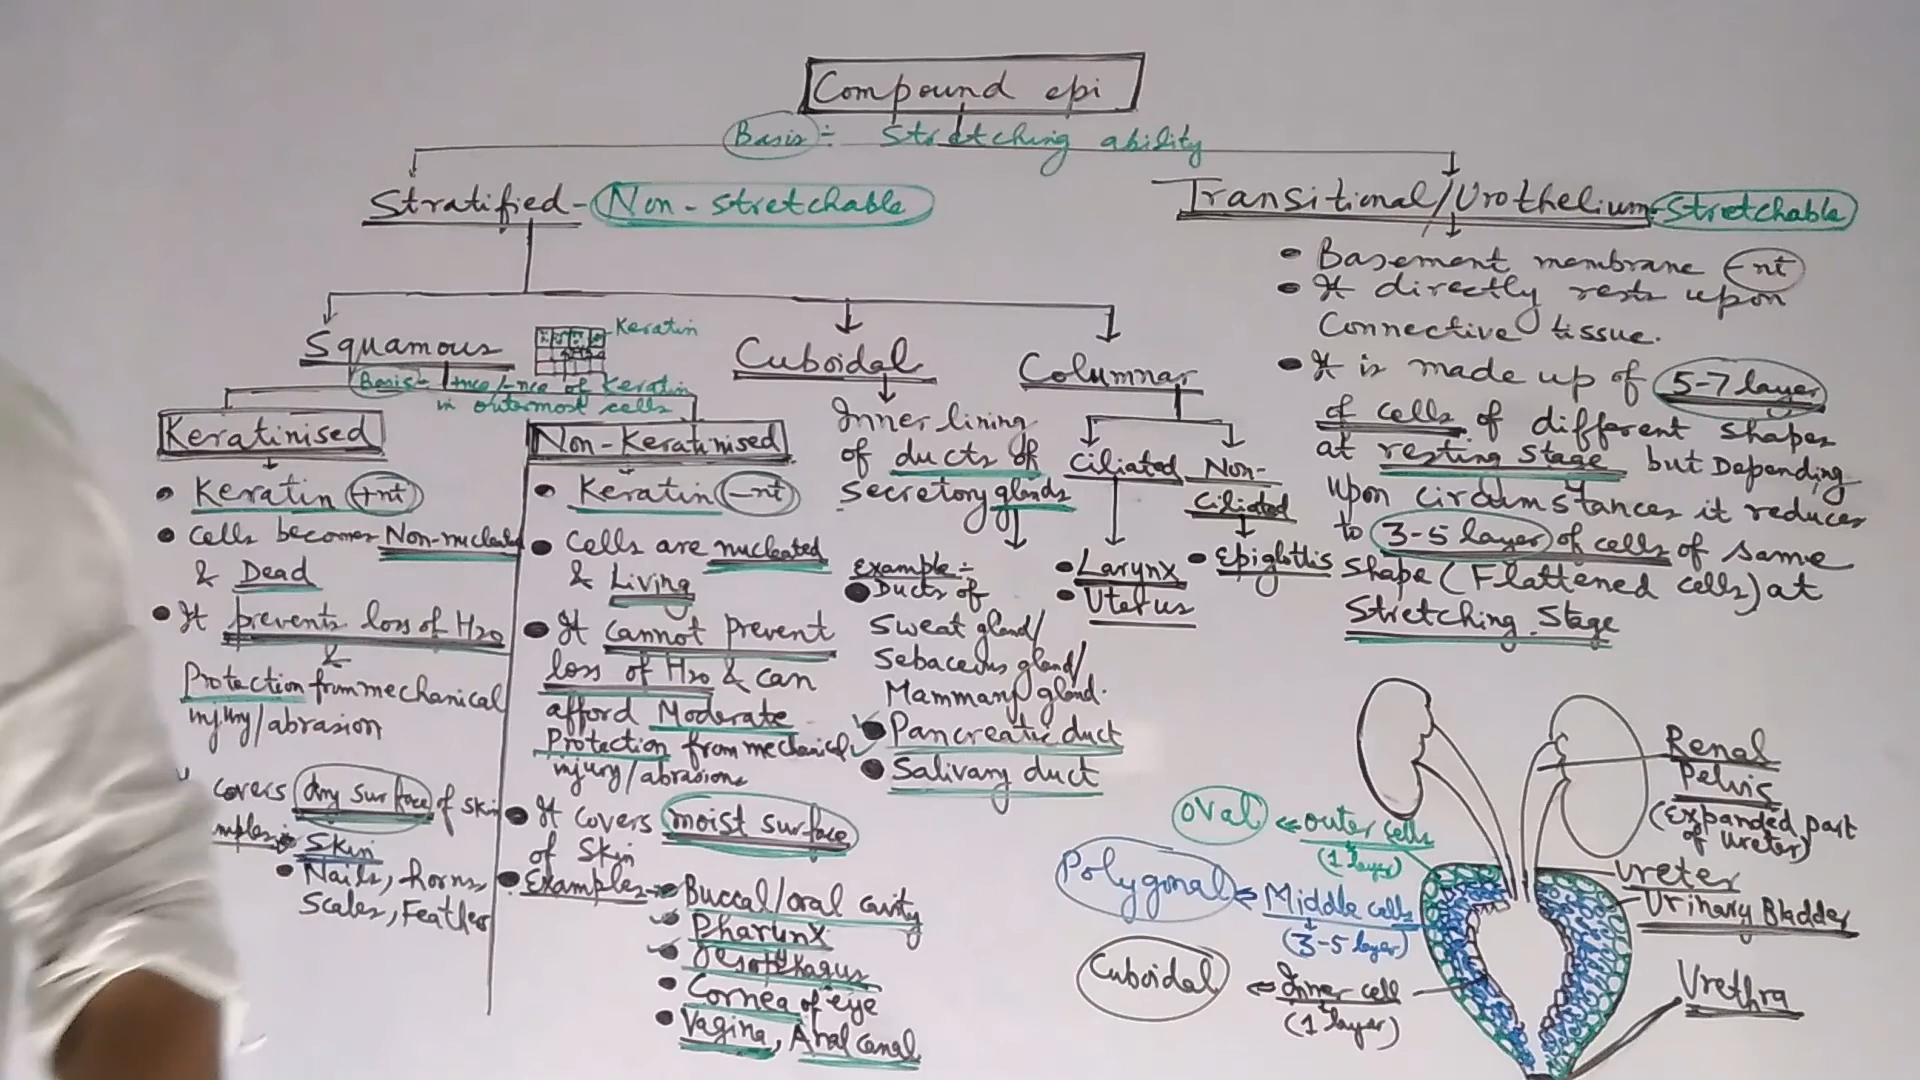 Compound epi
Basis:- Stretching ability
Stratified - Non-stretchable
Transitional/Urothelium - Stretchable
Squamous
Keratin
Basis - +nce/-nce of Keratin
in outermost cells
Keratinised
• Keratin +nt
• Cells becomes Non-nucleate
& Dead
• It prevents loss of H2O
&
Protection from mechanical
injury/abrasion
covers dry surface of skin
• Skin
• Nails, horns,
Scales, Feather
Non-Keratinised
• Keratin -nt
• Cells are nucleated
& Living
• It cannot prevent
loss of H2O & can
afford Moderate
Protection from mechanical
injury/abrasions
• It covers moist surface
of Skin
• Examples → Buccal/oral cavity
Pharynx
Oesophagus
• Cornea of eye
• Vagina, Anal canal
Cuboidal
Inner lining
of ducts of
Secretory glands
Example:-
• Ducts of
Sweat gland/
Sebaceous gland/
Mammary gland.
• Pancreatic duct
• Salivary duct
Columnar
Ciliated
• Larynx
• Uterus
Non-
Ciliated
• Epiglottis
• Basement membrane -nt
• It directly rests upon
Connective tissue.
• It is made up of 5-7 layer
of cells of different shapes
at resting stage but Depending
upon circumstances it reduces
to 3-5 layer of cells of same
shape (Flattened cells) at
Stretching Stage
Renal
Pelvis
(Expanded part
of Ureter)
Ureter
Urinary Bladder
Urethra
Oval ⇐ outer cells
(1 layer)
Polygonal ⇐ Middle cells
(3-5 layer)
Cuboidal ⇐ Inner cell
(1 layer)